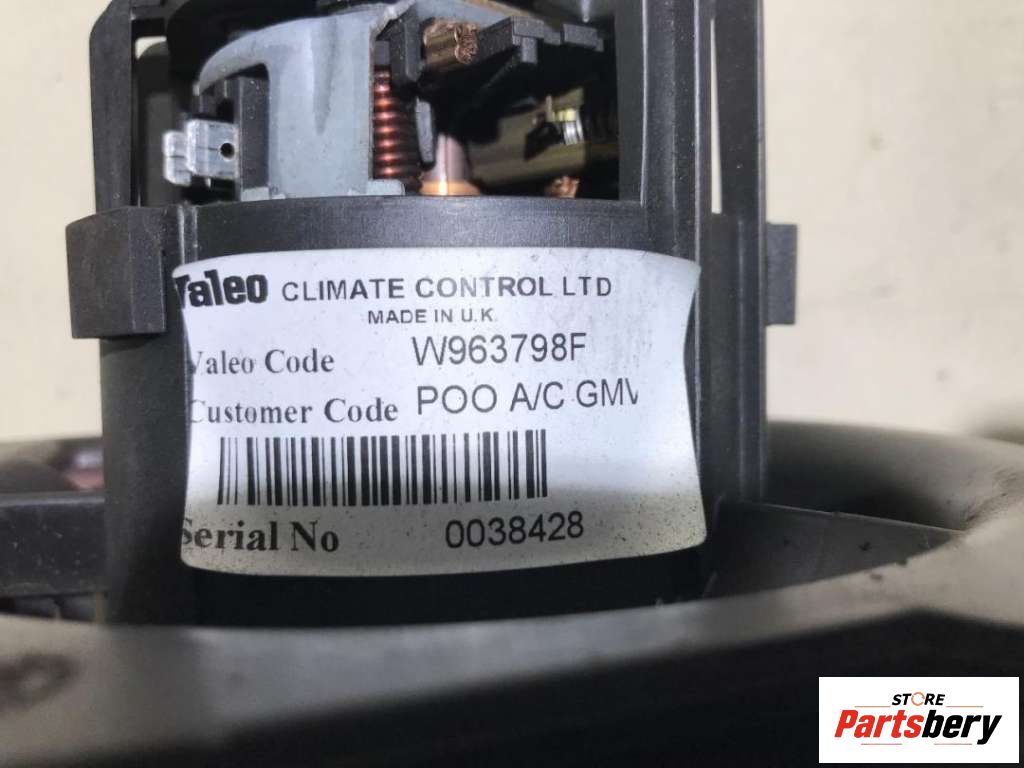 Valeo CLIMATE CONTROL LTD
MADE IN U.K.
Valeo Code W963798F
Customer Code POO A/C GMV
Serial No 0038428
STORE
Partsbery